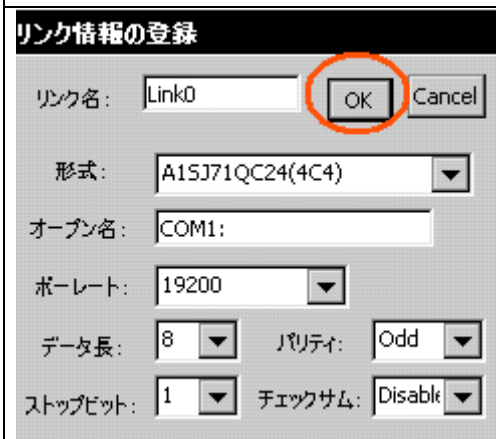 リンク情報の登録
リンク名: Link0 OK Cancel
形式: A1SJ71QC24(4C4)
オープン名: COM1:
ボーレート: 19200
データ長: 8 パリティ: Odd
ストップビット: 1 チェックサム: Disable